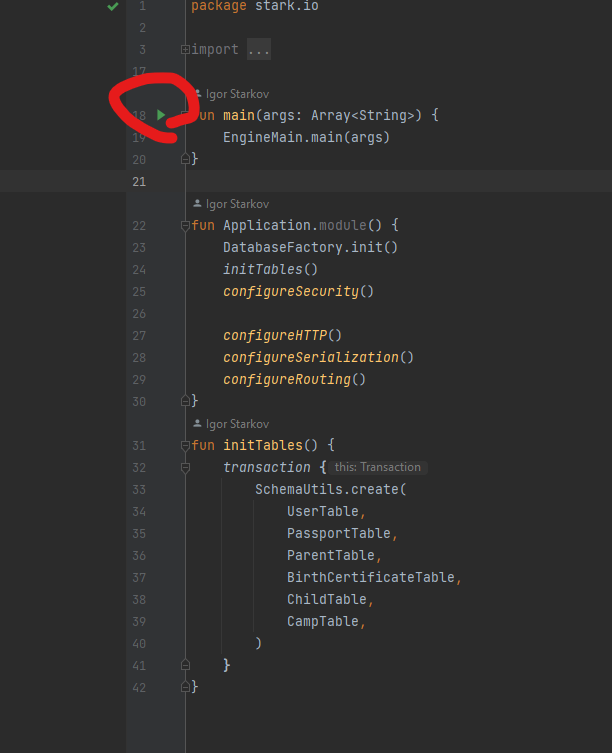 1 package stark.io
2
3 import ...
17
Igor Starkov
18 fun main(args: Array<String>) {
19 EngineMain.main(args)
20 }
21
Igor Starkov
22 fun Application.module() {
23 DatabaseFactory.init()
24 initTables()
25 configureSecurity()
26
27 configureHTTP()
28 configureSerialization()
29 configureRouting()
30 }
Igor Starkov
31 fun initTables() {
32 transaction { this: Transaction
33 SchemaUtils.create(
34 UserTable,
35 PassportTable,
36 ParentTable,
37 BirthCertificateTable,
38 ChildTable,
39 CampTable,
40 )
41 }
42 }